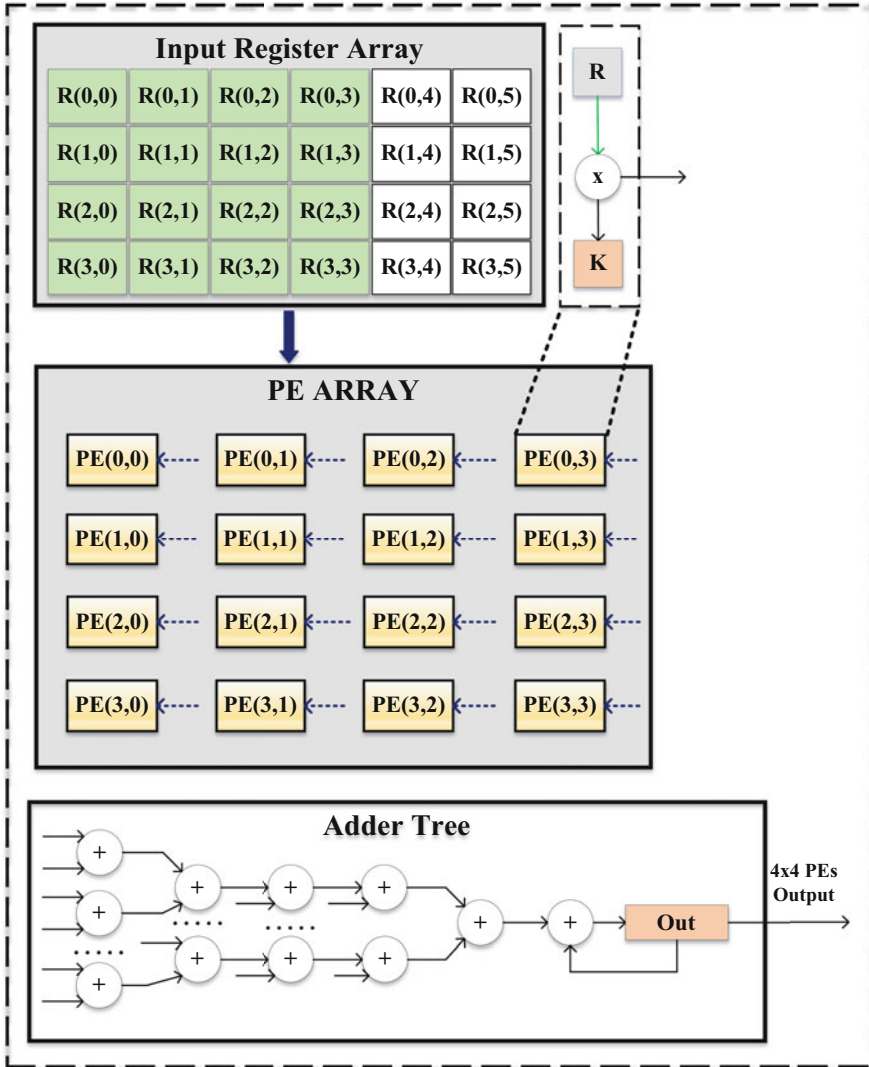 Input Register Array
R(0,0) R(0,1) R(0,2) R(0,3) R(0,4) R(0,5)
R(1,0) R(1,1) R(1,2) R(1,3) R(1,4) R(1,5)
R(2,0) R(2,1) R(2,2) R(2,3) R(2,4) R(2,5)
R(3,0) R(3,1) R(3,2) R(3,3) R(3,4) R(3,5)
R
x
K
PE ARRAY
PE(0,0) PE(0,1) PE(0,2) PE(0,3)
PE(1,0) PE(1,1) PE(1,2) PE(1,3)
PE(2,0) PE(2,1) PE(2,2) PE(2,3)
PE(3,0) PE(3,1) PE(3,2) PE(3,3)
Adder Tree
+ + + + + + + + + + +
Out
4x4 PEs
Output